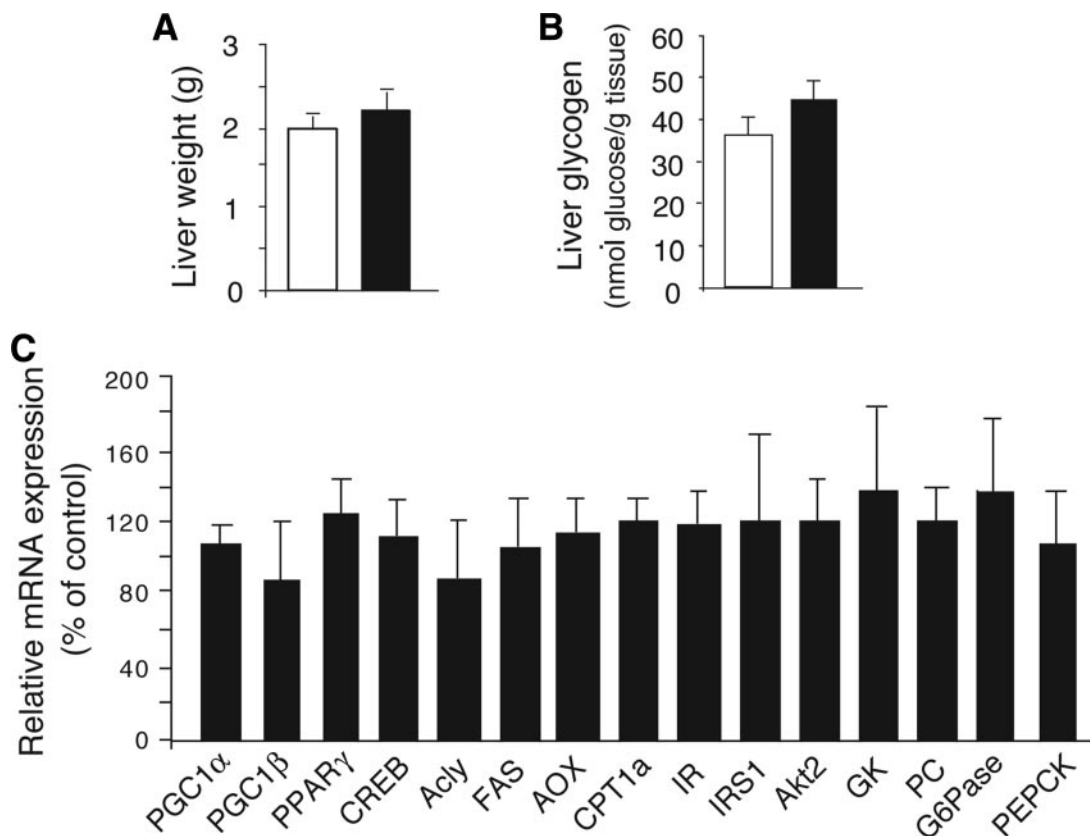 A
Liver weight (g)
3
2
1
0
B
Liver glycogen
(nmol glucose/g tissue)
60
50
40
30
20
10
0
C
Relative mRNA expression
(% of control)
200
160
120
80
40
0
PGC1α
PGC1β
PPARγ
CREB
Acly
FAS
AOX
CPT1a
IR
IRS1
Akt2
GK
PC
G6Pase
PEPCK